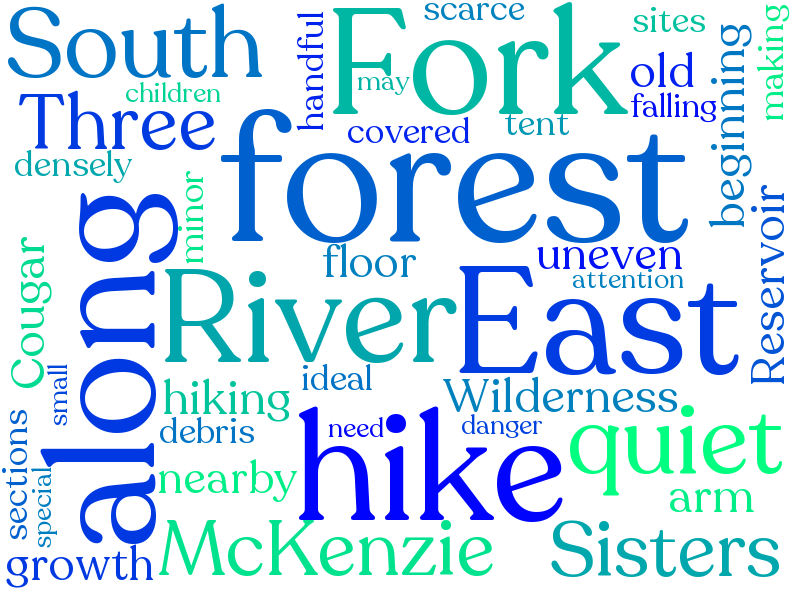 South
Fork
scarce
sites
making
handful
children
may
old
beginning
Three
falling
covered
tent
densely
forest
along
minor
floor
uneven
attention
Reservoir
Cougar
River
East
small
ideal
hiking
Wilderness
sections
debris
hike
need
danger
quiet
special
nearby
arm
growth
McKenzie
Sisters